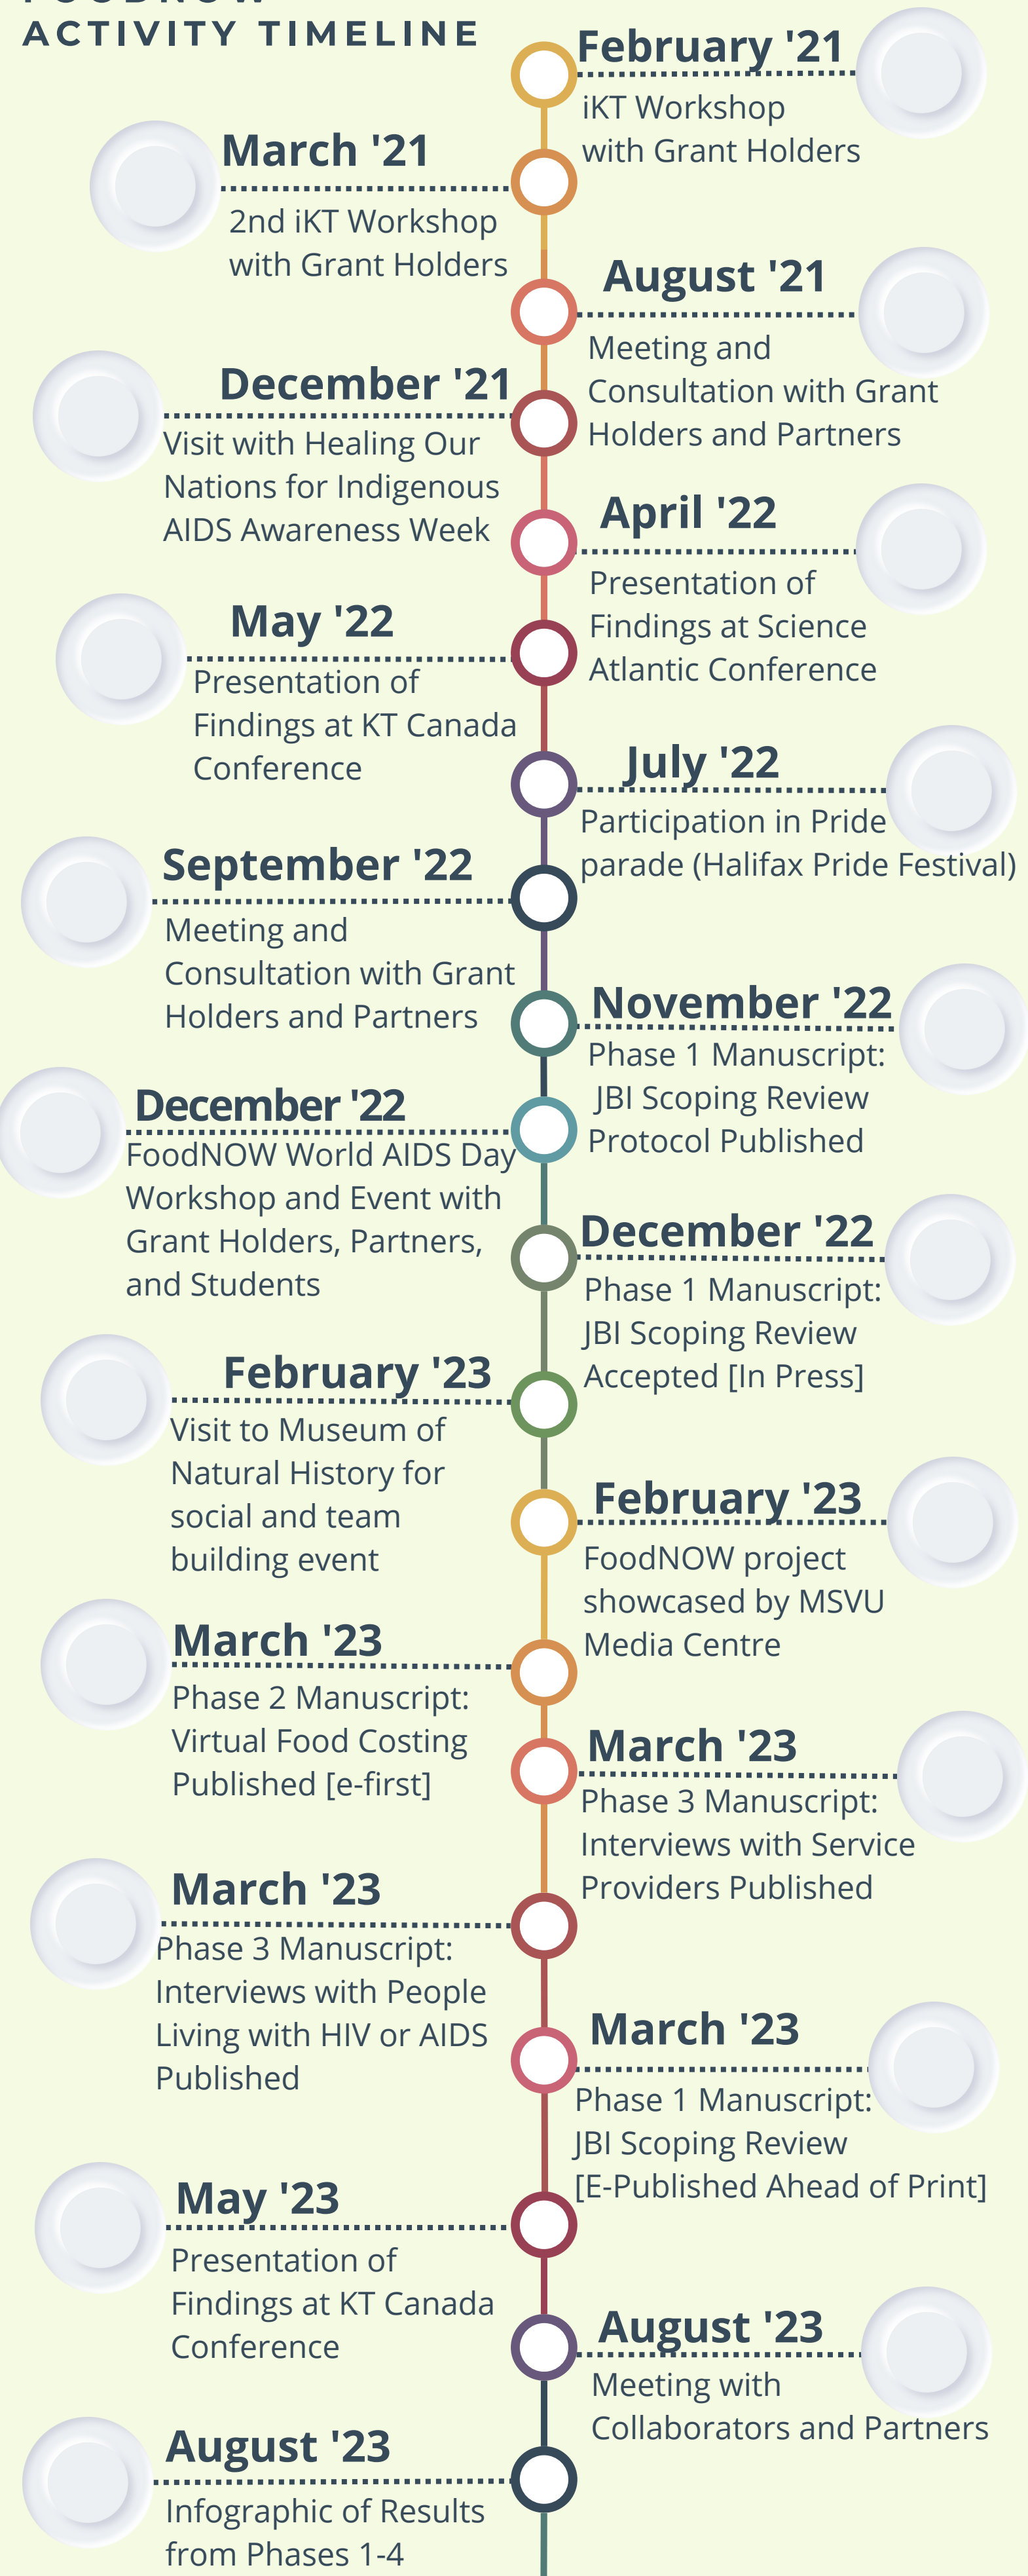 FOODNOW
ACTIVITY TIMELINE
February '21
iKT Workshop
with Grant Holders
March '21
2nd iKT Workshop
with Grant Holders
August '21
Meeting and
Consultation with Grant
Holders and Partners
December '21
Visit with Healing Our
Nations for Indigenous
AIDS Awareness Week
April '22
Presentation of
Findings at Science
Atlantic Conference
May '22
Presentation of
Findings at KT Canada
Conference
July '22
Participation in Pride
parade (Halifax Pride Festival)
September '22
Meeting and
Consultation with Grant
Holders and Partners
November '22
Phase 1 Manuscript:
JBI Scoping Review
Protocol Published
December '22
FoodNOW World AIDS Day
Workshop and Event with
Grant Holders, Partners,
and Students
December '22
Phase 1 Manuscript:
JBI Scoping Review
Accepted [In Press]
February '23
Visit to Museum of
Natural History for
social and team
building event
February '23
FoodNOW project
showcased by MSVU
Media Centre
March '23
Phase 2 Manuscript:
Virtual Food Costing
Published [e-first]
March '23
Phase 3 Manuscript:
Interviews with Service
Providers Published
March '23
Phase 3 Manuscript:
Interviews with People
Living with HIV or AIDS
Published
March '23
Phase 1 Manuscript:
JBI Scoping Review
[E-Published Ahead of Print]
May '23
Presentation of
Findings at KT Canada
Conference
August '23
Meeting with
Collaborators and Partners
August '23
Infographic of Results
from Phases 1-4